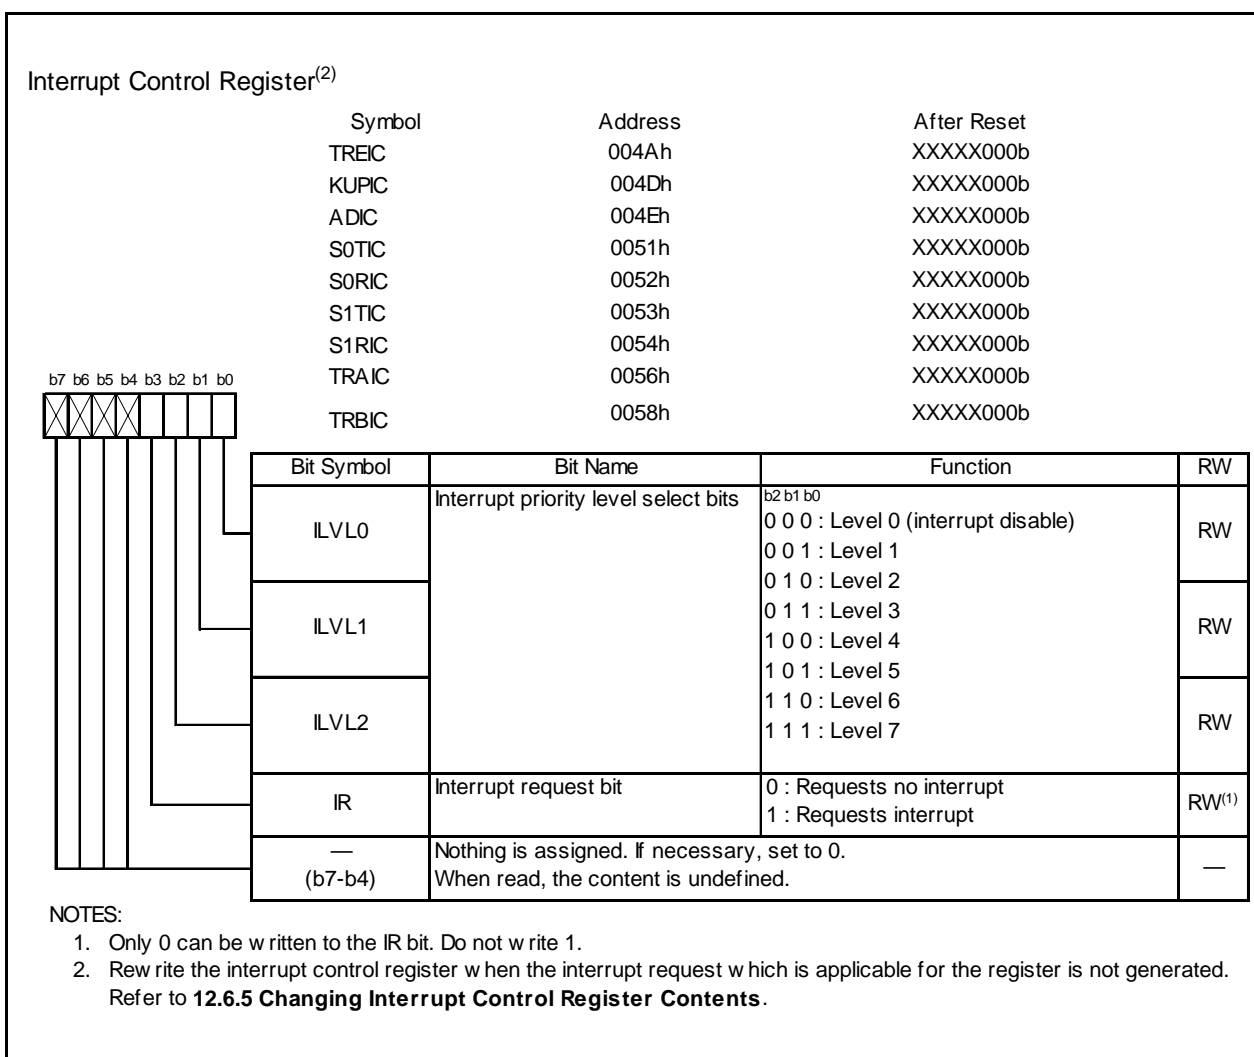 Interrupt Control Register(2)
Symbol Address After Reset
TREIC 004Ah XXXXX000b
KUPIC 004Dh XXXXX000b
ADIC 004Eh XXXXX000b
S0TIC 0051h XXXXX000b
S0RIC 0052h XXXXX000b
S1TIC 0053h XXXXX000b
S1RIC 0054h XXXXX000b
TRAIC 0056h XXXXX000b
b7 b6 b5 b4 b3 b2 b1 b0
TRBIC 0058h XXXXX000b
Bit Symbol Bit Name Function RW
ILVL0 Interrupt priority level select bits b2 b1 b0
0 0 0 : Level 0 (interrupt disable) RW
0 0 1 : Level 1
0 1 0 : Level 2
ILVL1 0 1 1 : Level 3 RW
1 0 0 : Level 4
1 0 1 : Level 5
ILVL2 1 1 0 : Level 6 RW
1 1 1 : Level 7
IR Interrupt request bit 0 : Requests no interrupt RW(1)
1 : Requests interrupt
— Nothing is assigned. If necessary, set to 0. —
(b7-b4) When read, the content is undefined.
NOTES:
1. Only 0 can be written to the IR bit. Do not write 1.
2. Rewrite the interrupt control register when the interrupt request which is applicable for the register is not generated.
Refer to 12.6.5 Changing Interrupt Control Register Contents.